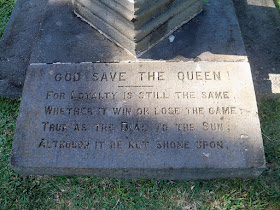 GOD SAVE THE QUEEN!
FOR LOYALTY IS STILL THE SAME,
WHETHER IT WIN OR LOSE THE GAME;
TRUE AS THE DIAL TO THE SUN,
ALTHOUGH IT BE NOT SHONE UPON.